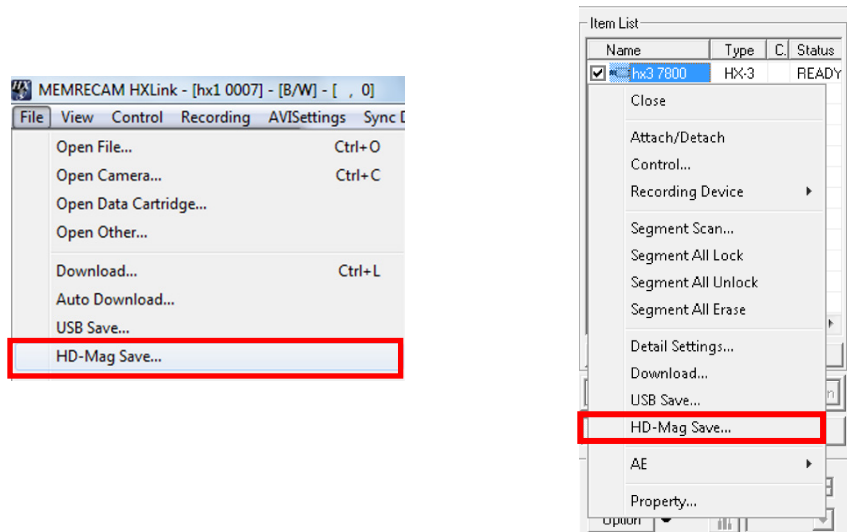 MEMRECAM HXLink - [hx1 0007] - [B/W] - [ , 0]
File View Control Recording AVISettings Sync
Open File... Ctrl+O
Open Camera... Ctrl+C
Open Data Cartridge...
Open Other...
Download... Ctrl+L
Auto Download...
USB Save...
HD-Mag Save...
Item List
Name Type C. Status
hx3 7800 HX-3 READY
Close
Attach/Detach
Control...
Recording Device
Segment Scan...
Segment All Lock
Segment All Unlock
Segment All Erase
Detail Settings...
Download...
USB Save...
HD-Mag Save...
AE
Property...
Option